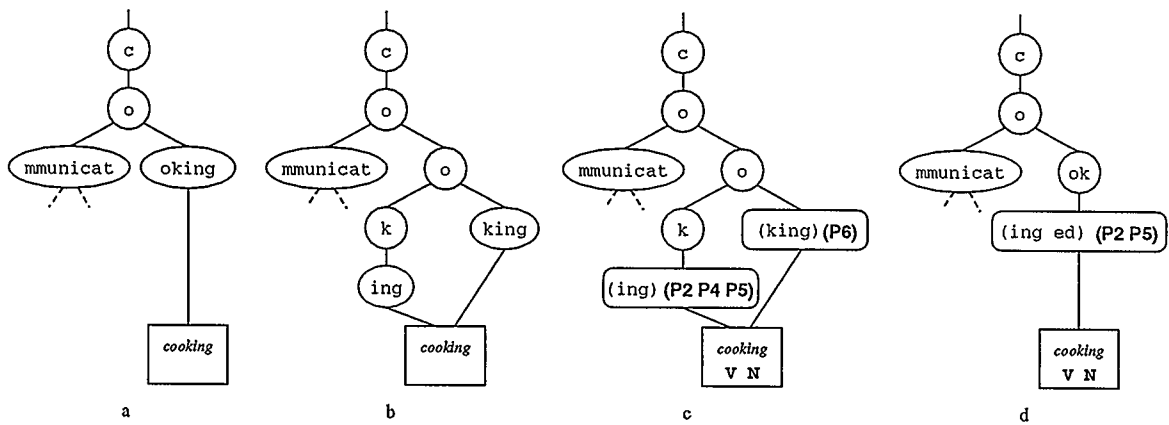 c
o
mmunicat
oking
cooking
a
c
o
mmunicat
o
k
king
ing
cooking
b
c
o
mmunicat
o
k
(king) (P6)
(ing) (P2 P4 P5)
cooking
V N
c
c
o
mmunicat
ok
(ing ed) (P2 P5)
cooking
V N
d